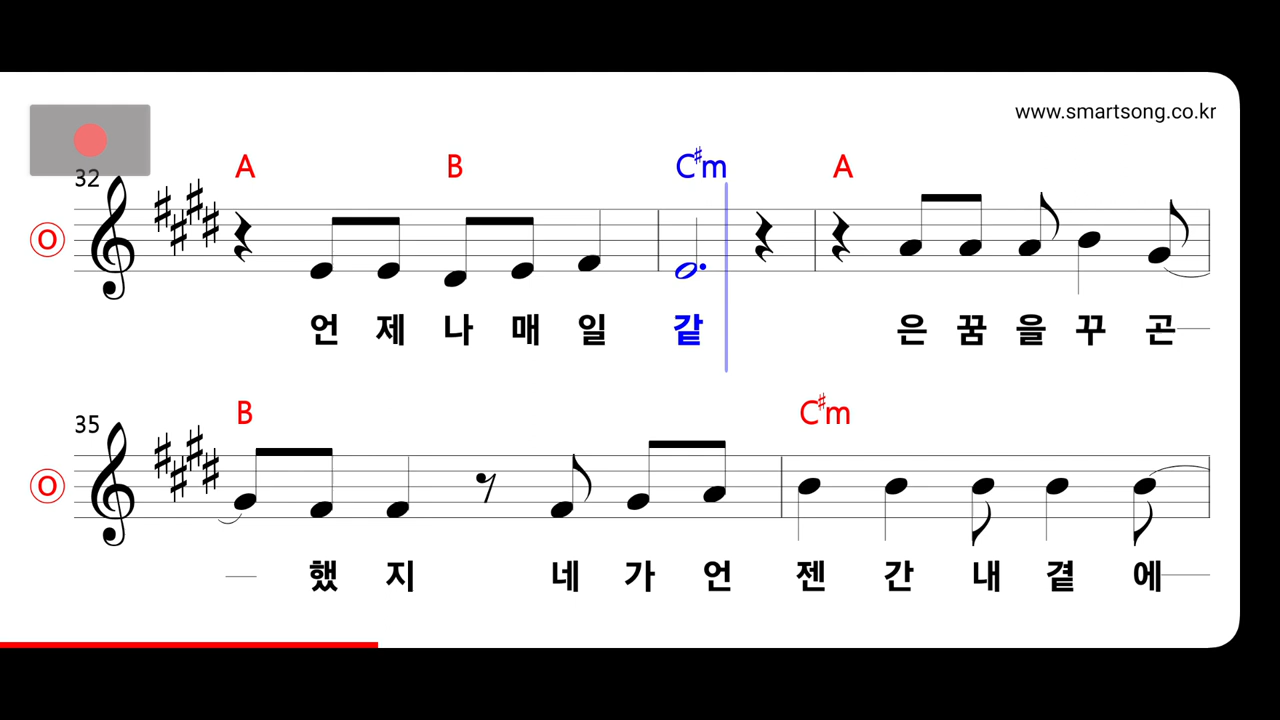 www.smartsong.co.kr
A B C♯m A
32
O
언 제 나 매 일 같 은 꿈 을 꾸 곤
B C♯m
35
O
했 지 네 가 언 젠 간 내 곁 에